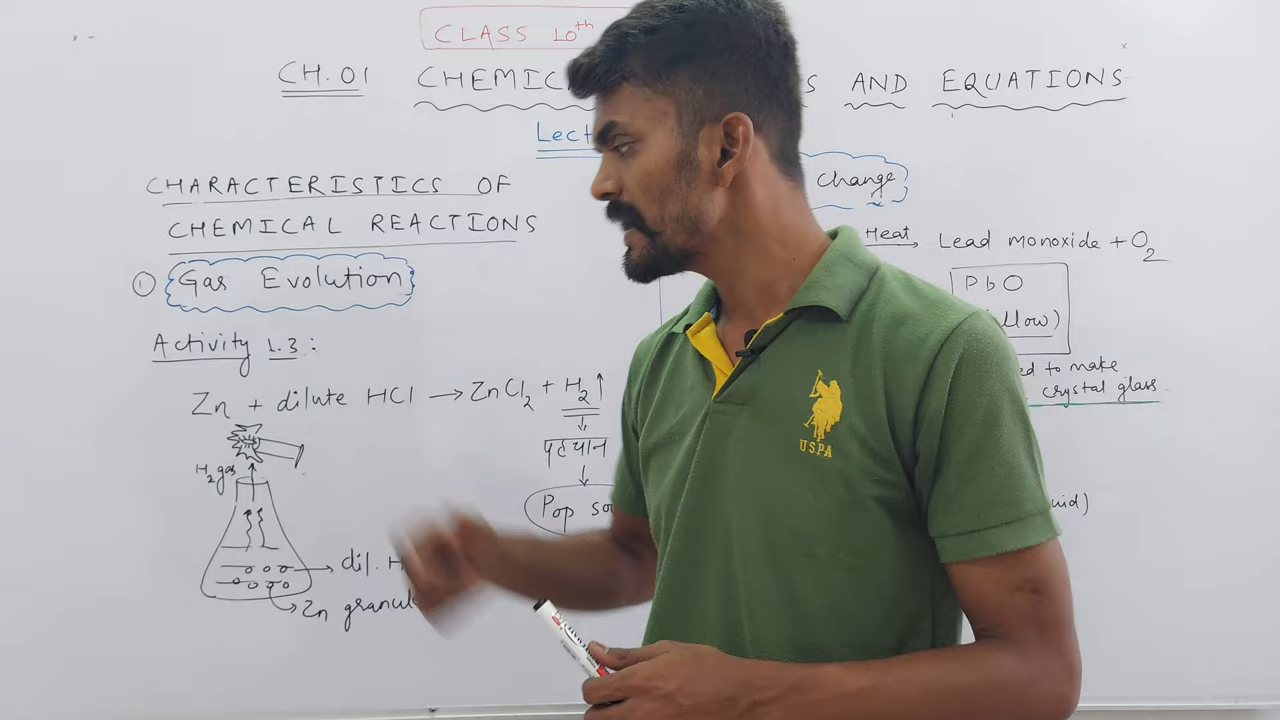 CLASS 10th
CH.01 CHEMIC S AND EQUATIONS
Lect
CHARACTERISTICS OF
CHEMICAL REACTIONS
① Gas Evolution
Activity 1.3:
Zn + dilute HCl → ZnCl2 + H2 ↑
↓
पहचान
↓
Pop so
H2 gas
→ dil. H
→ Zn granul
change
Heat → Lead monoxide + O2
PbO
llow)
ed to make
crystal glass
uid)
U.S.P.A